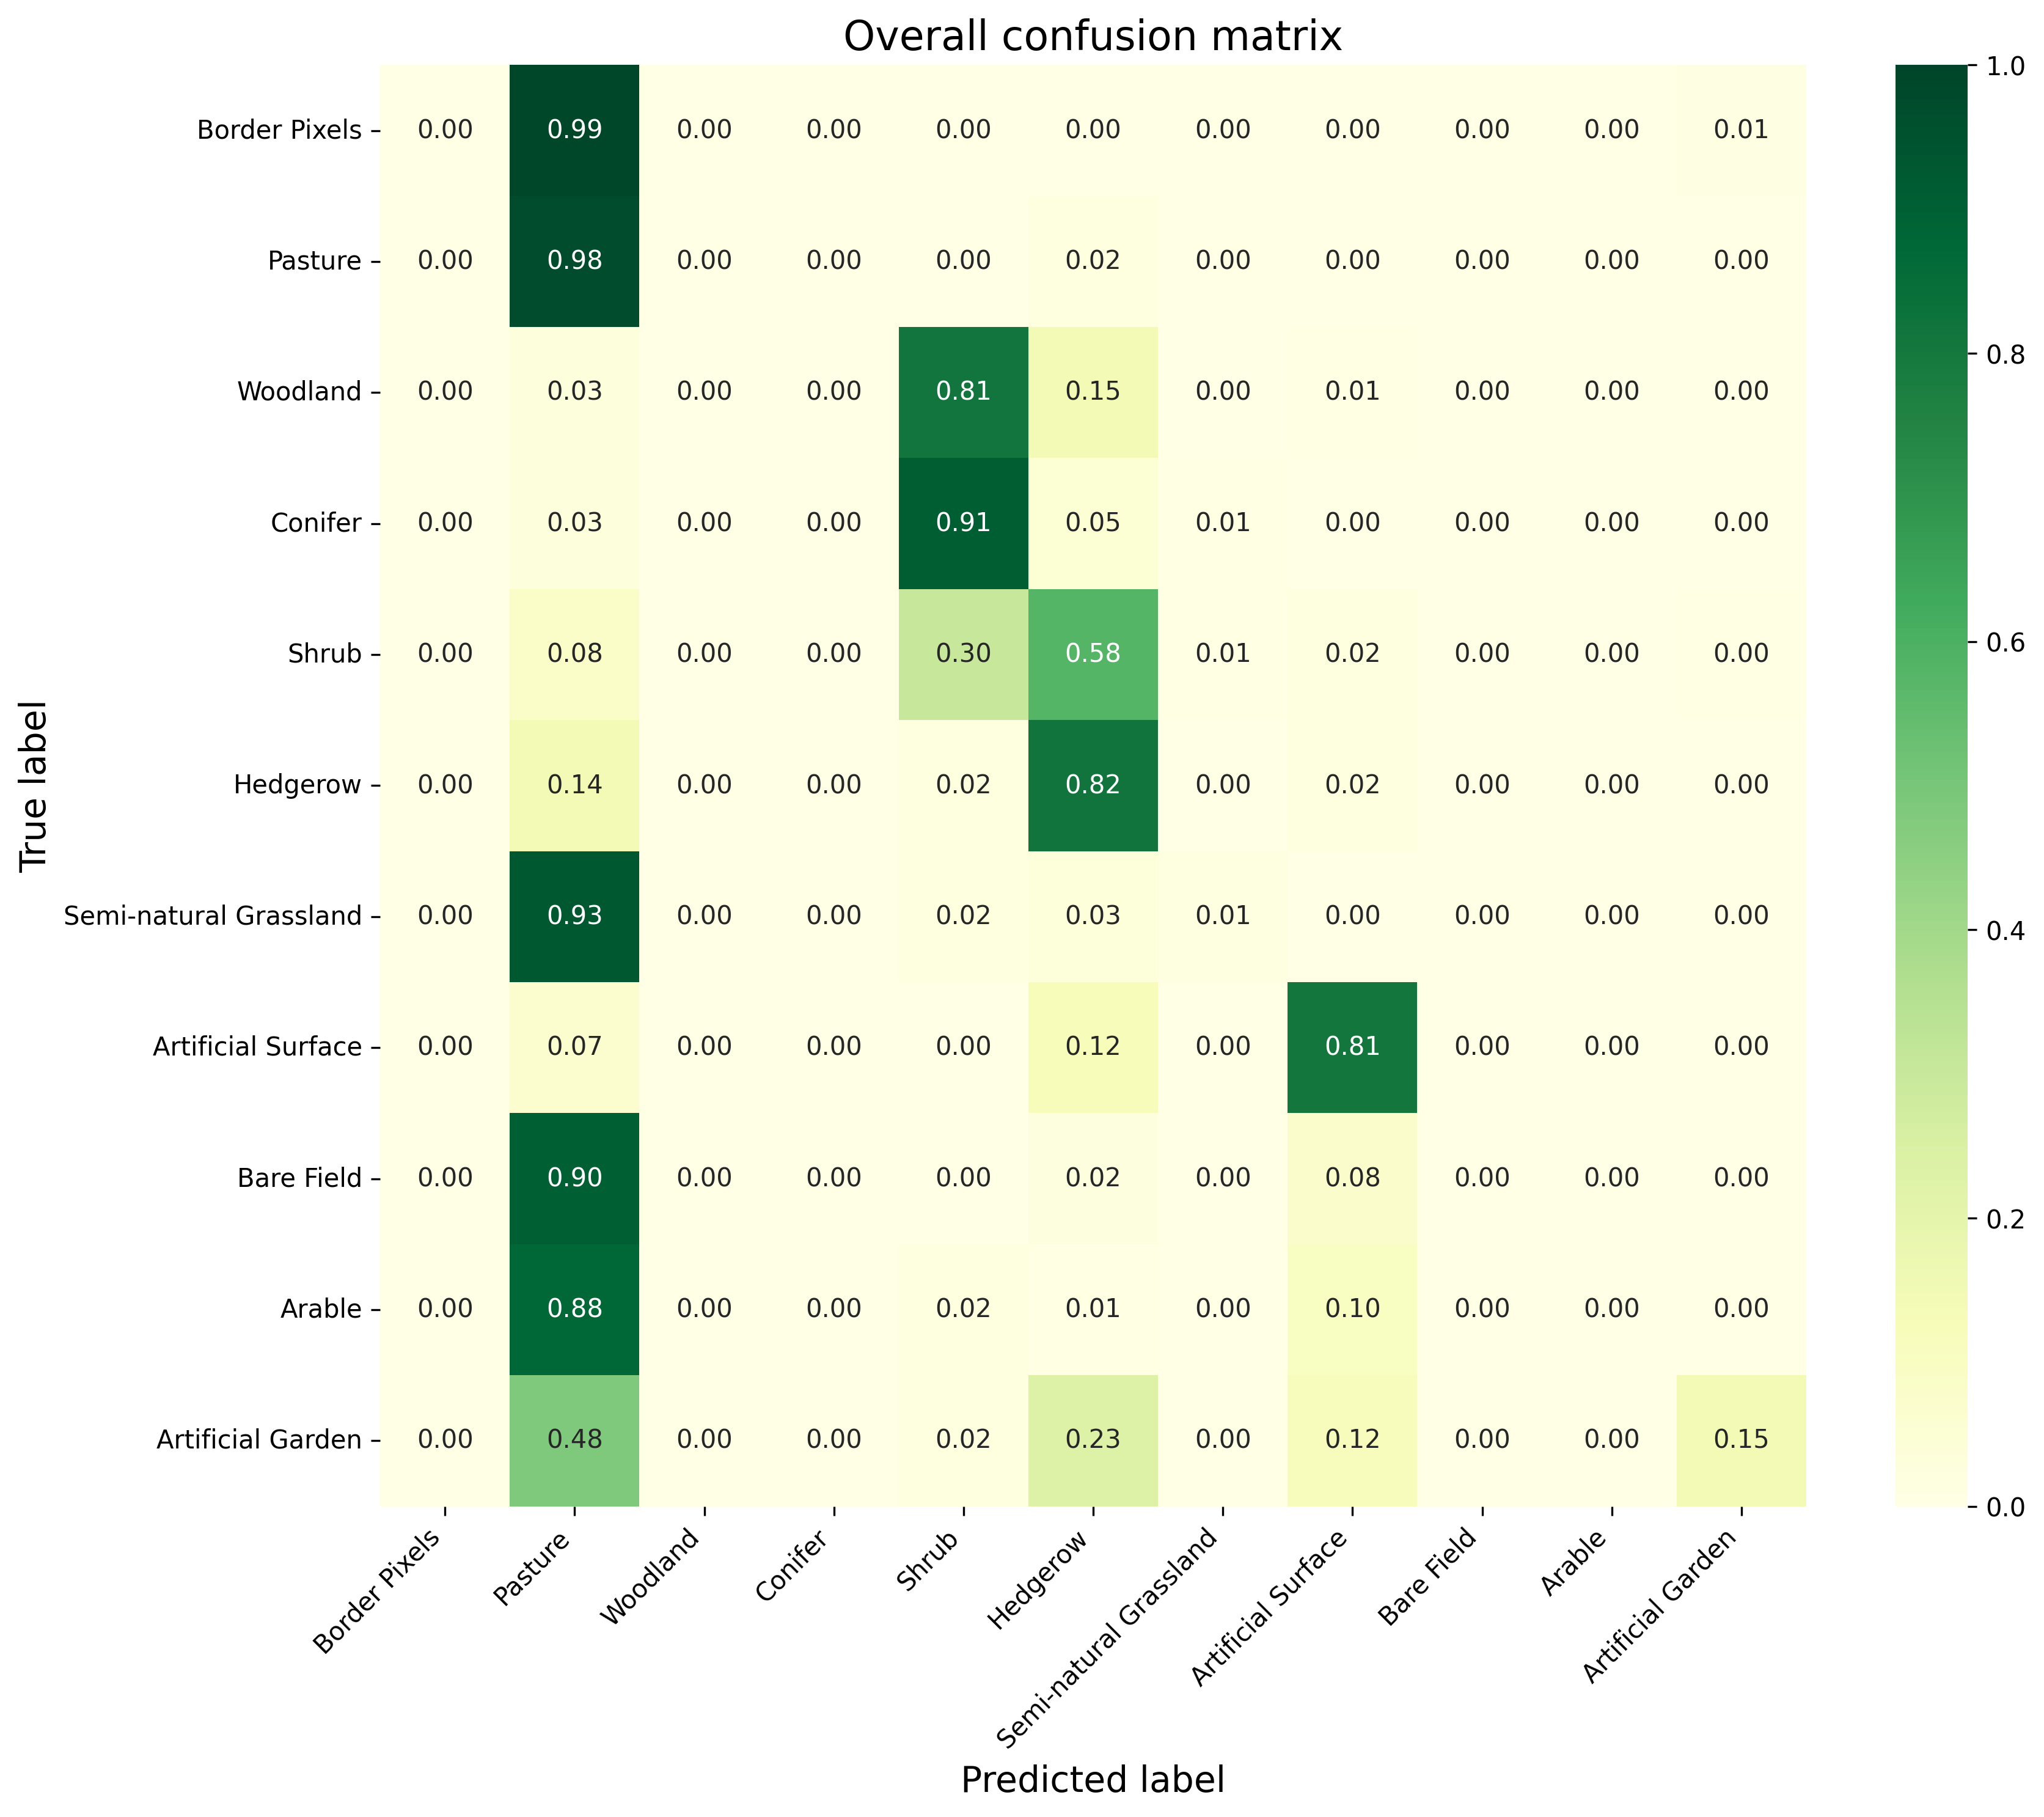 Overall confusion matrix
Border Pixels 0.00 0.99 0.00 0.00 0.00 0.00 0.00 0.00 0.00 0.00 0.01
Pasture 0.00 0.98 0.00 0.00 0.00 0.02 0.00 0.00 0.00 0.00 0.00
Woodland 0.00 0.03 0.00 0.00 0.81 0.15 0.00 0.01 0.00 0.00 0.00
Conifer 0.00 0.03 0.00 0.00 0.91 0.05 0.01 0.00 0.00 0.00 0.00
Shrub 0.00 0.08 0.00 0.00 0.30 0.58 0.01 0.02 0.00 0.00 0.00
Hedgerow 0.00 0.14 0.00 0.00 0.02 0.82 0.00 0.02 0.00 0.00 0.00
Semi-natural Grassland 0.00 0.93 0.00 0.00 0.02 0.03 0.01 0.00 0.00 0.00 0.00
Artificial Surface 0.00 0.07 0.00 0.00 0.00 0.12 0.00 0.81 0.00 0.00 0.00
Bare Field 0.00 0.90 0.00 0.00 0.00 0.02 0.00 0.08 0.00 0.00 0.00
Arable 0.00 0.88 0.00 0.00 0.02 0.01 0.00 0.10 0.00 0.00 0.00
Artificial Garden 0.00 0.48 0.00 0.00 0.02 0.23 0.00 0.12 0.00 0.00 0.15
True label
Border Pixels
Pasture
Woodland
Conifer
Shrub
Hedgerow
Semi-natural Grassland
Artificial Surface
Bare Field
Arable
Artificial Garden
Predicted label
1.0
0.8
0.6
0.4
0.2
0.0